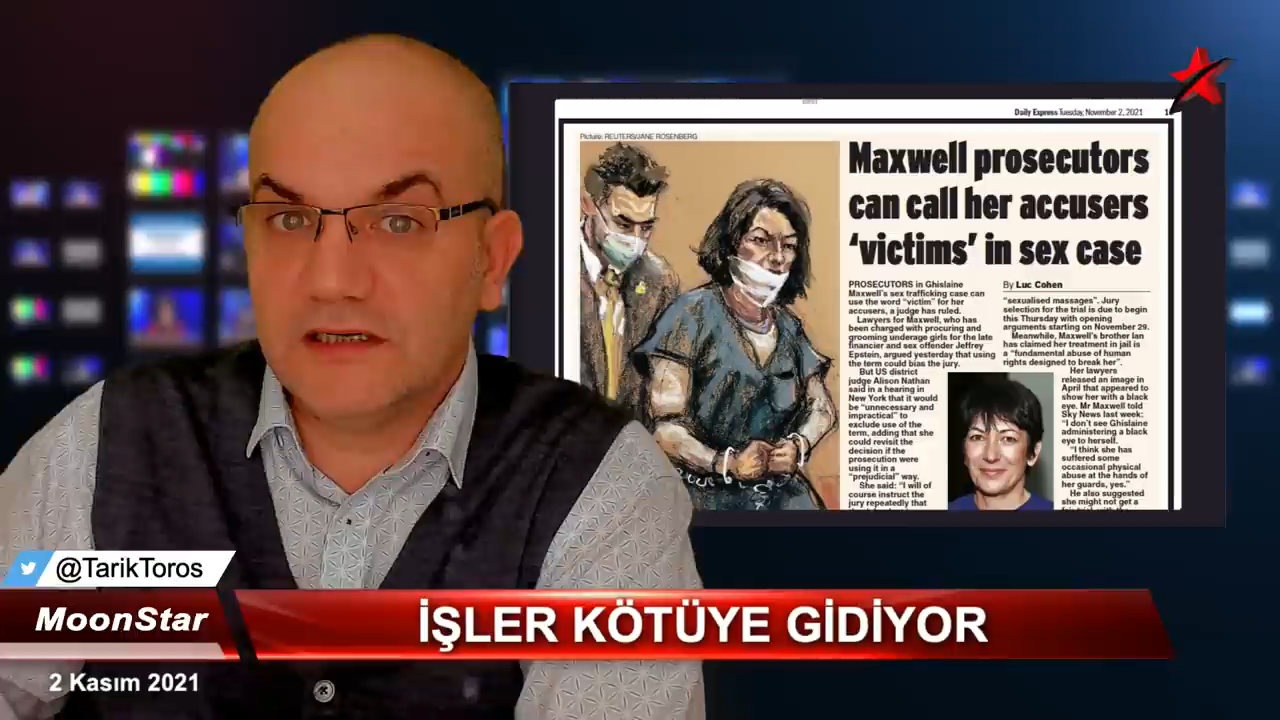 Daily Express Tuesday, November 2, 2021
Picture: REUTERS/JANE ROSENBERG
Maxwell prosecutors
can call her accusers
‘victims’ in sex case
PROSECUTORS in Ghislaine
Maxwell's sex trafficking case can
use the word "victim" for her
accusers, a judge has ruled.
Lawyers for Maxwell, who has
been charged with procuring and
grooming underage girls for the late
financier and sex offender Jeffrey
Epstein, argued yesterday that using
the term could bias the jury.
But US district
judge Alison Nathan
said in a hearing in
New York that it would
be "unnecessary and
impractical" to
exclude use of the
term, adding that she
could revisit the
decision if the
prosecution were
using it in a
"prejudicial" way.
She said: "I will of
course instruct the
jury repeatedly that
By Luc Cohen
"sexualised massages". Jury
selection for the trial is due to begin
this Thursday with opening
arguments starting on November 29.
Meanwhile, Maxwell's brother Ian
has claimed her treatment in jail is
a "fundamental abuse of human
rights designed to break her".
Her lawyers
released an image in
April that appeared to
show her with a black
eye. Mr Maxwell told
Sky News last week:
"I don't see Ghislaine
administering a black
eye to herself.
"I think she has
suffered some
occasional physical
abuse at the hands of
her guards, yes."
He also suggested
she might not get a
@TarikToros
MoonStar
İŞLER KÖTÜYE GİDİYOR
2 Kasım 2021